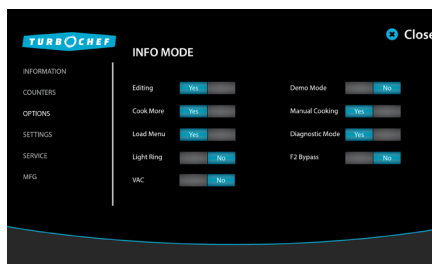 TURBOCHEF
Close
INFO MODE
INFORMATION
COUNTERS
OPTIONS
SETTINGS
SERVICE
MFG
Editing Yes
Demo Mode No
Cook More Yes
Manual Cooking Yes
Load Menu Yes
Diagnostic Mode Yes
Light Ring No
F2 Bypass No
VAC No